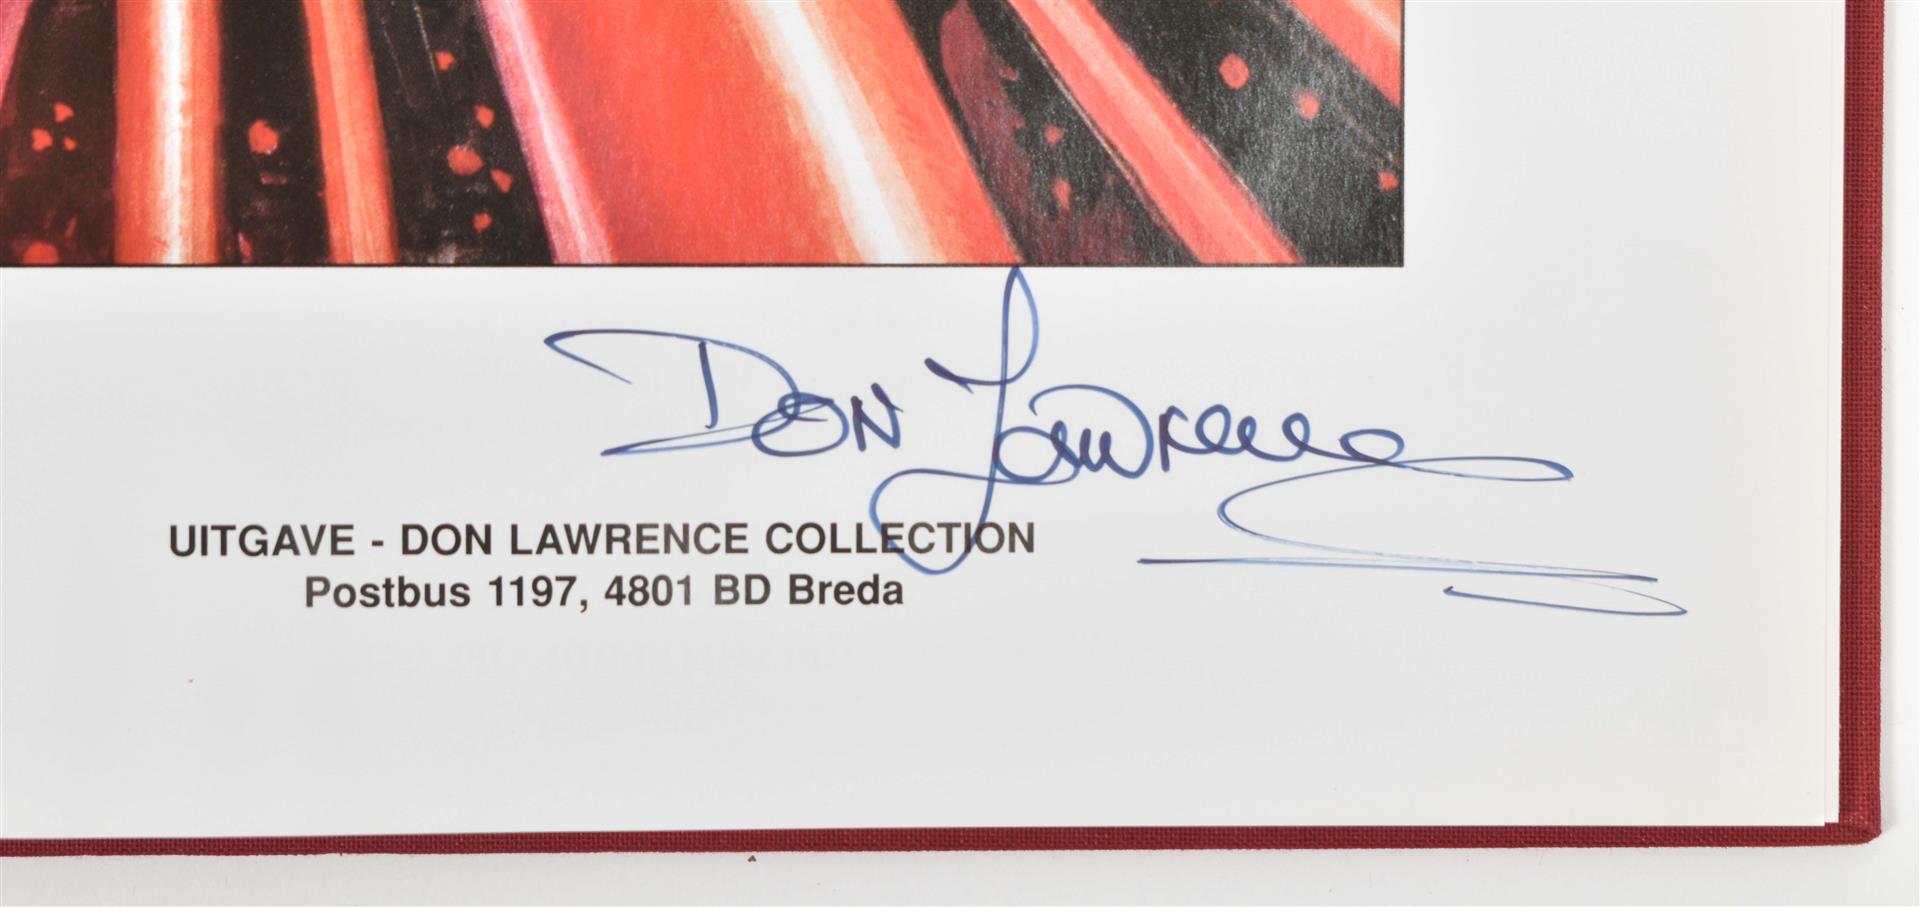 Don Lawrence
UITGAVE - DON LAWRENCE COLLECTION
Postbus 1197, 4801 BD Breda